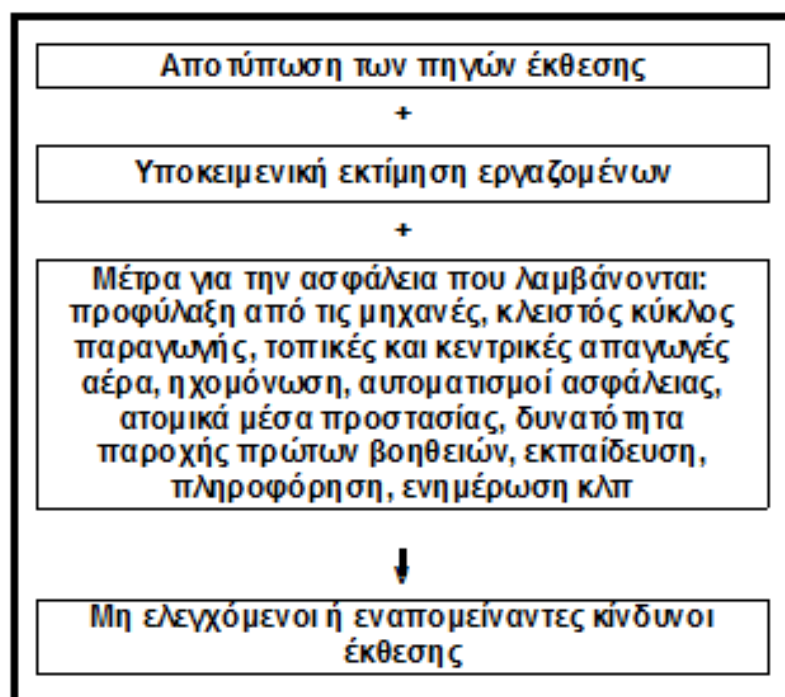 Αποτύπωση των πηγών έκθεσης
+
Υποκειμενική εκτίμηση εργαζομένων
+
Μέτρα για την ασφάλεια που λαμβάνονται:
προφύλαξη από τις μηχανές, κλειστός κύκλος
παραγωγής, τοπικές και κεντρικές απαγωγές
αέρα, ηχομόνωση, αυτοματισμοί ασφάλειας,
ατομικά μέσα προστασίας, δυνατότητα
παροχής πρώτων βοηθειών, εκπαίδευση,
πληροφόρηση, ενημέρωση κλπ
Μη ελεγχόμενοι ή εναπομείναντες κίνδυνοι
έκθεσης